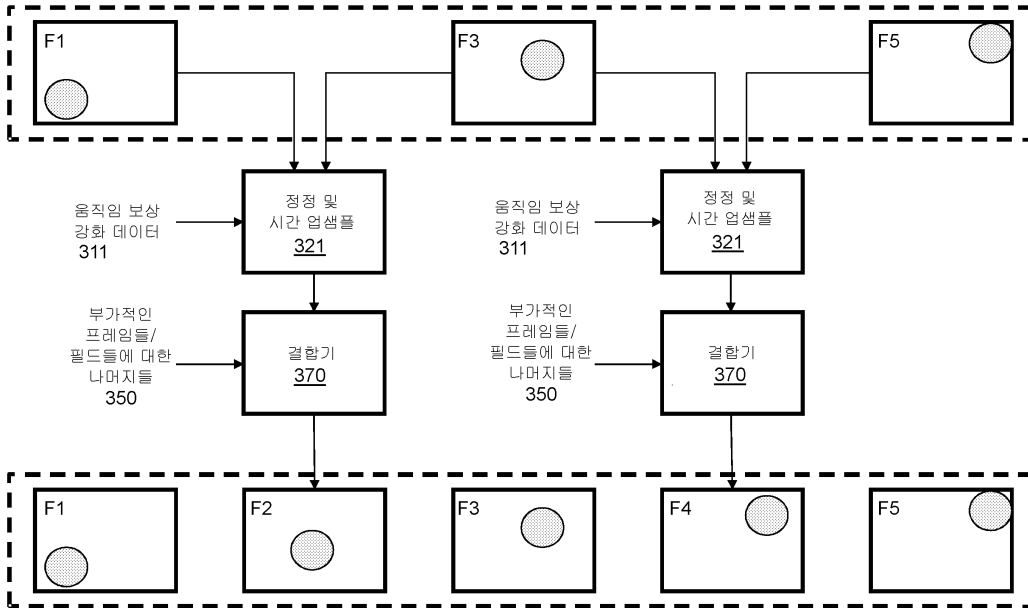 F1
F3
F5
움직임 보상
강화 데이터
311
정정 및
시간 업샘플
321
움직임 보상
강화 데이터
311
정정 및
시간 업샘플
321
부가적인
프레임들/
필드들에 대한
나머지들
350
결합기
370
부가적인
프레임들/
필드들에 대한
나머지들
350
결합기
370
F1
F2
F3
F4
F5